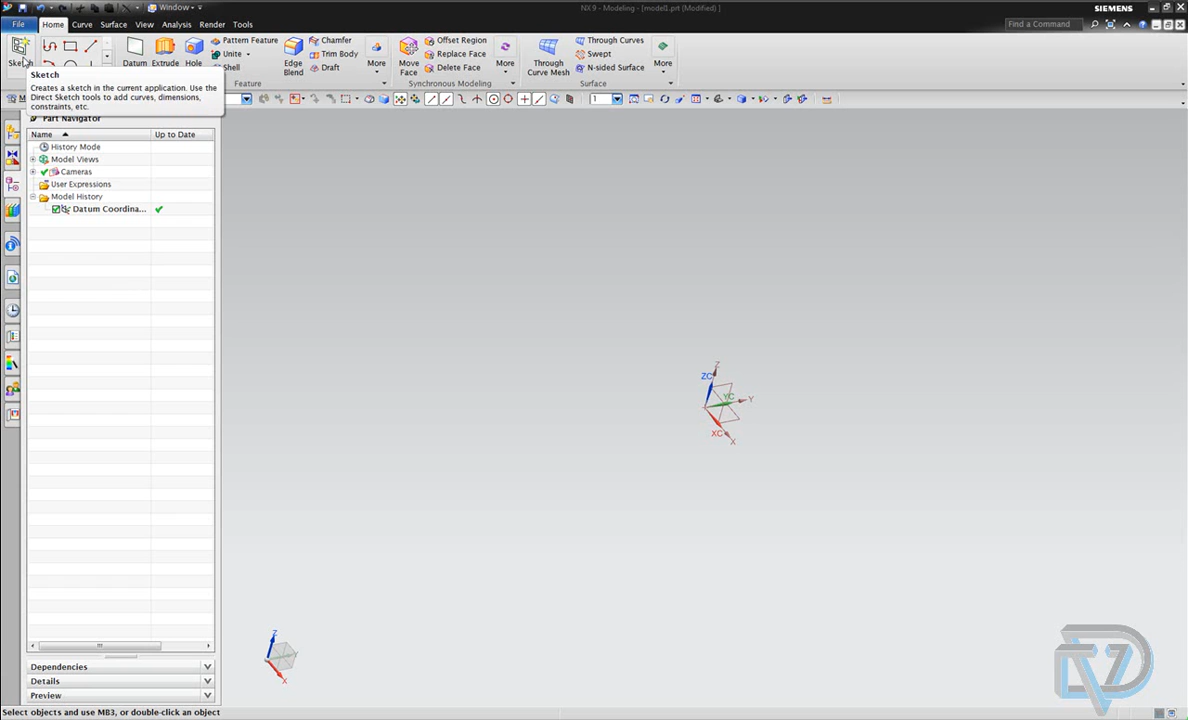 Window
NX 9 - Modeling - [model1.prt (Modified) ]
SIEMENS
File
Home
Curve
Surface
Analysis
View
Render
Tools
Find a Command
Datum
Extrude
Hole
Pattern Feature
Unite
Shell
Edge Blend
Chamfer
Trim Body
Draft
More
Move Face
Offset Region
Replace Face
Delete Face
More
Through Curve Mesh
Through Curves
Swept
N-sided Surface
More
Feature
Synchronous Modeling
Surface
Sketch
Creates a sketch in the current application. Use the
Direct Sketch tools to add curves, dimensions,
constraints, etc.
1
Part Navigator
Name
Up to Date
History Mode
Model Views
Cameras
User Expressions
Model History
Datum Coordina...
Z
ZC
YC
Y
XC
X
Z
X
Dependencies
Details
Preview
Select objects and use MB3, or double-click an object